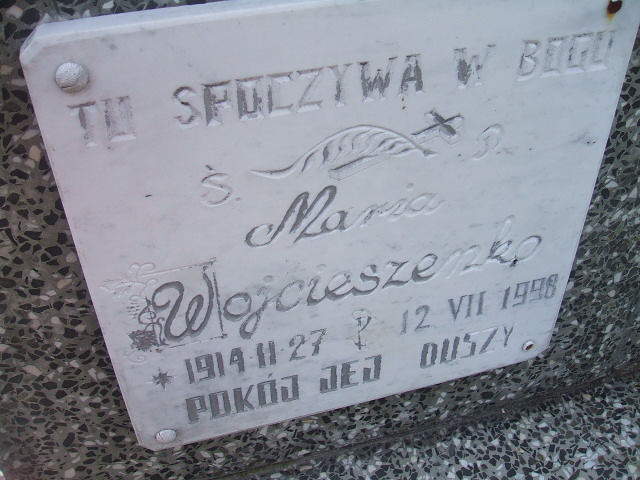 TU SPOCZYWA W BOGU
Ś. P.
Maria
Wojcieszenko
* 1914·11·27 12 VII 1998
POKÓJ JEJ DUSZY